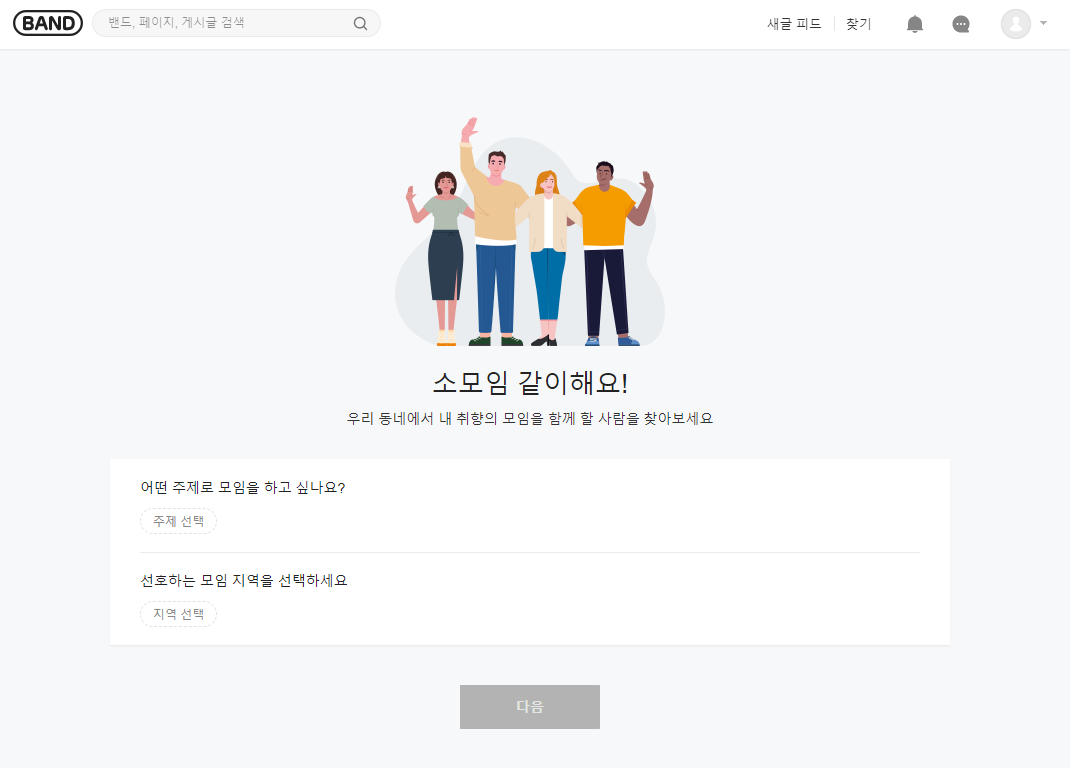 BAND
밴드, 페이지, 게시글 검색
새글 피드
찾기
소모임 같이해요!
우리 동네에서 내 취향의 모임을 함께 할 사람을 찾아보세요
어떤 주제로 모임을 하고 싶나요?
주제 선택
선호하는 모임 지역을 선택하세요
지역 선택
다음